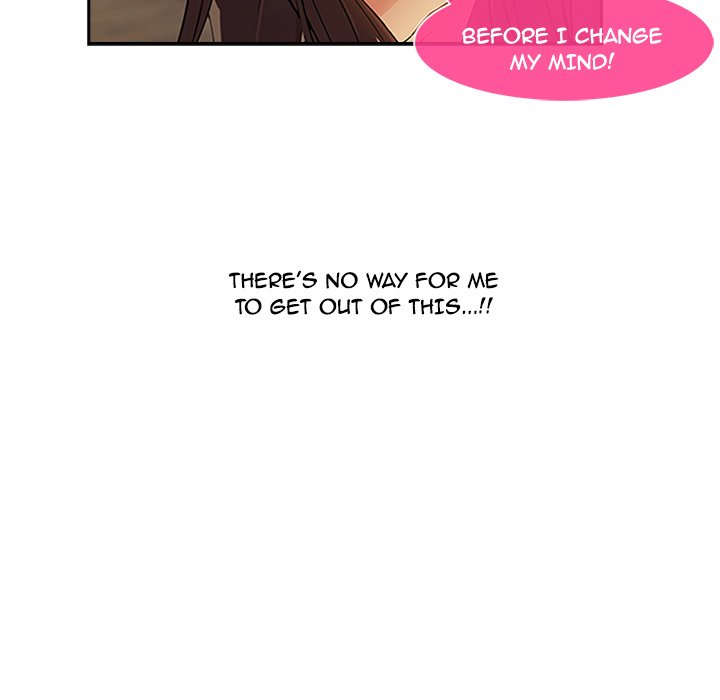 BEFORE I CHANGE
MY MIND!
THERE'S NO WAY FOR ME
TO GET OUT OF THIS...!!